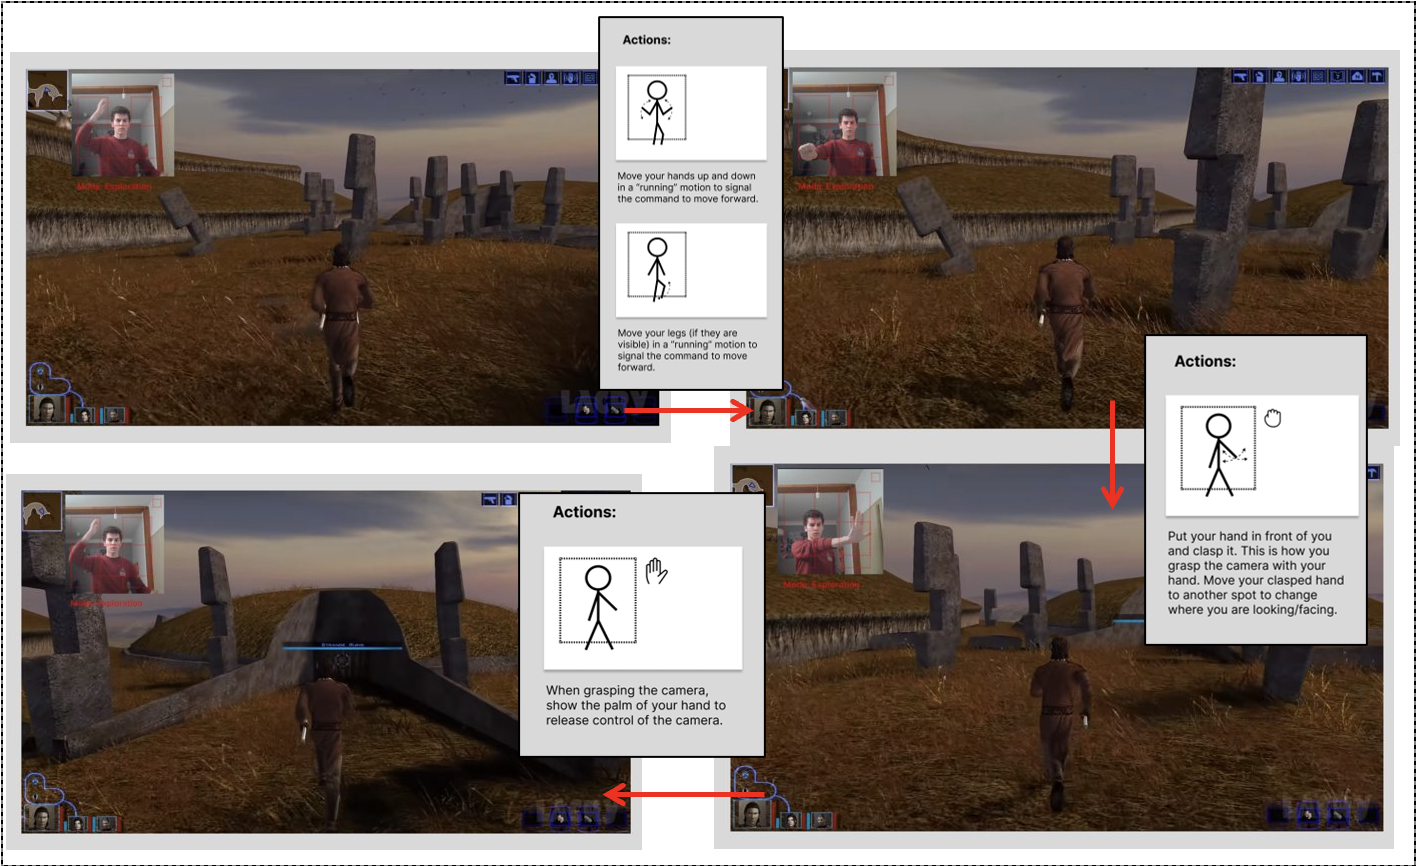 Actions:
Move your hands up and down
in a "running" motion to signal
the command to move forward.
Move your legs (if they are
visible) in a "running" motion to
signal the command to move
forward.
Mode: Exploration
Mode: Exploration
Actions:
Put your hand in front of you
and clasp it. This is how you
grasp the camera with your
hand. Move your clasped hand
to another spot to change
where you are looking/facing.
Mode: Exploration
Actions:
When grasping the camera,
show the palm of your hand to
release control of the camera.
Mode: Exploration